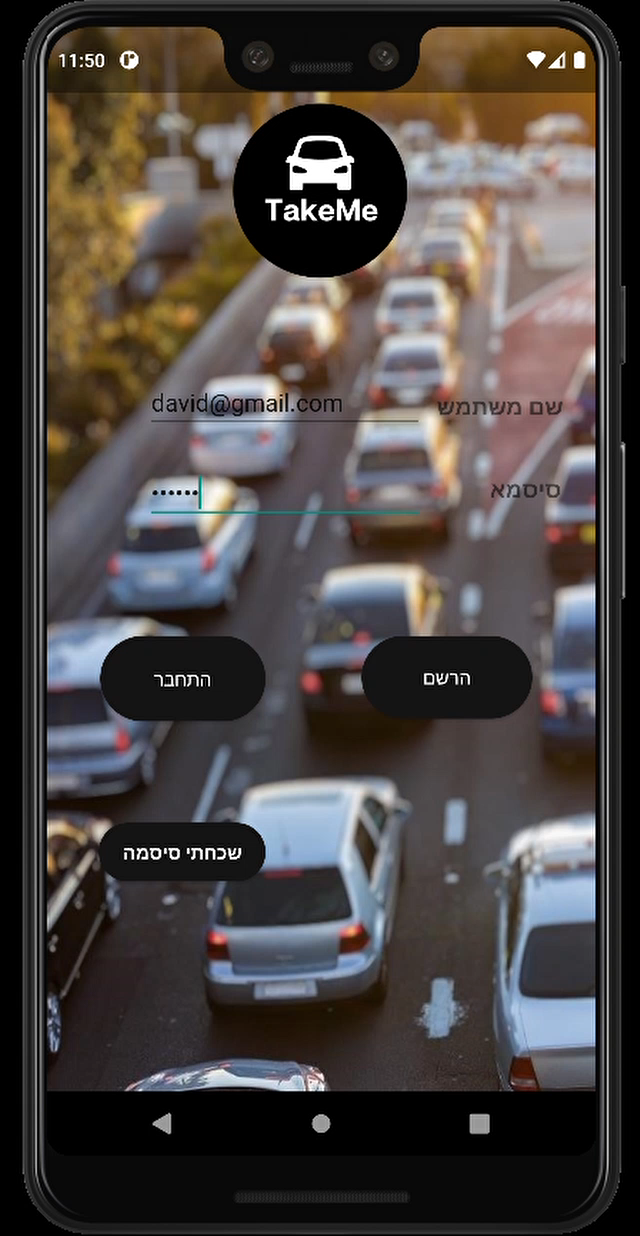 11:50
TakeMe
שם משתמש
david@gmail.com
סיסמא
••••••
הרשם
התחבר
שכחתי סיסמה